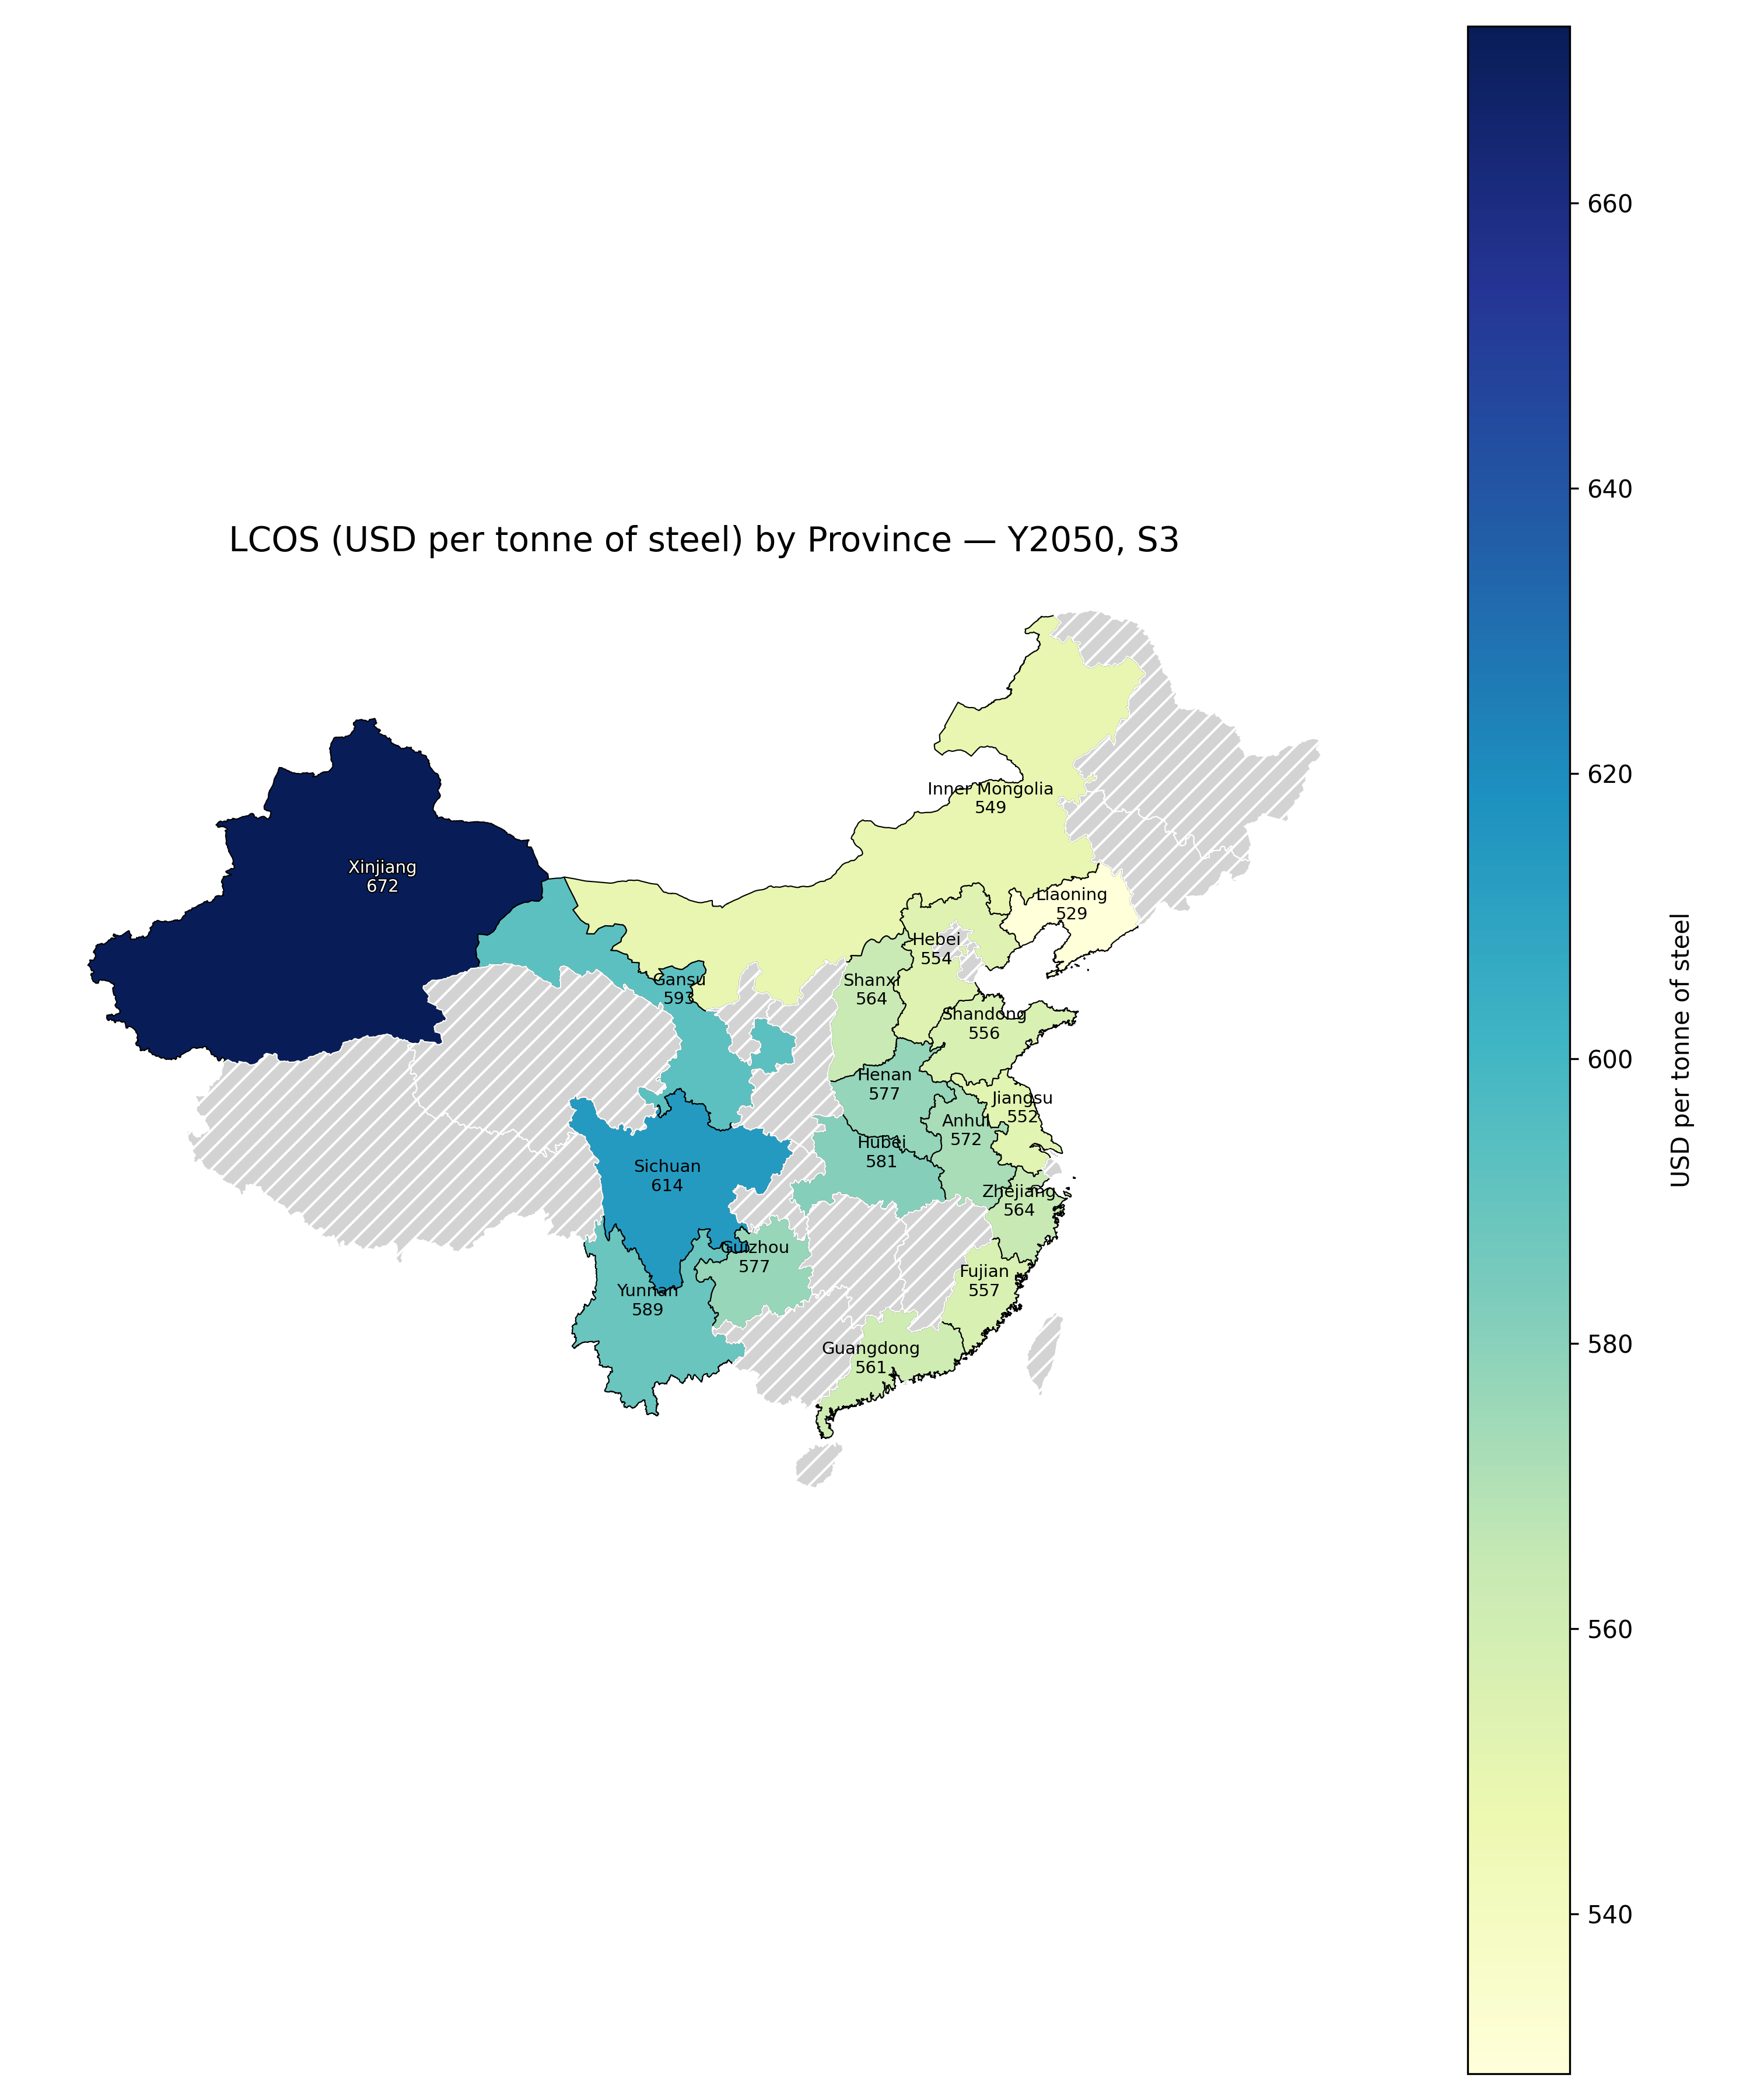 LCOS (USD per tonne of steel) by Province — Y2050, S3
Inner Mongolia
549
Xinjiang
672
Liaoning
529
Hebei
554
Gansu
593
Shanxi
564
Shandong
556
Henan
577
Jiangsu
552
Anhui
572
Hubei
581
Sichuan
614
Zhejiang
564
Guizhou
577
Fujian
557
Yunnan
589
Guangdong
561
660
640
620
600
580
560
540
USD per tonne of steel